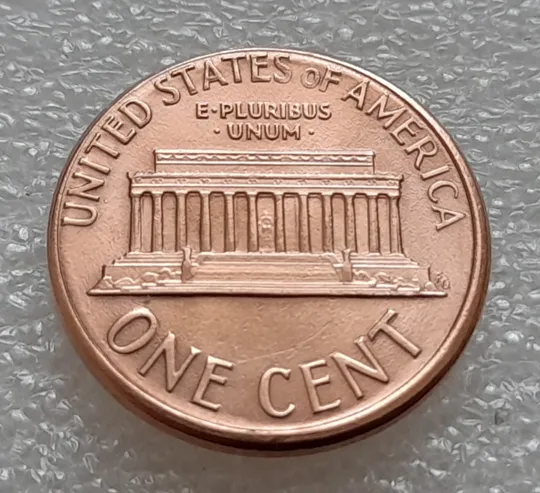 UNITED STATES OF AMERICA
E·PLURIBUS
·UNUM·
ONE CENT